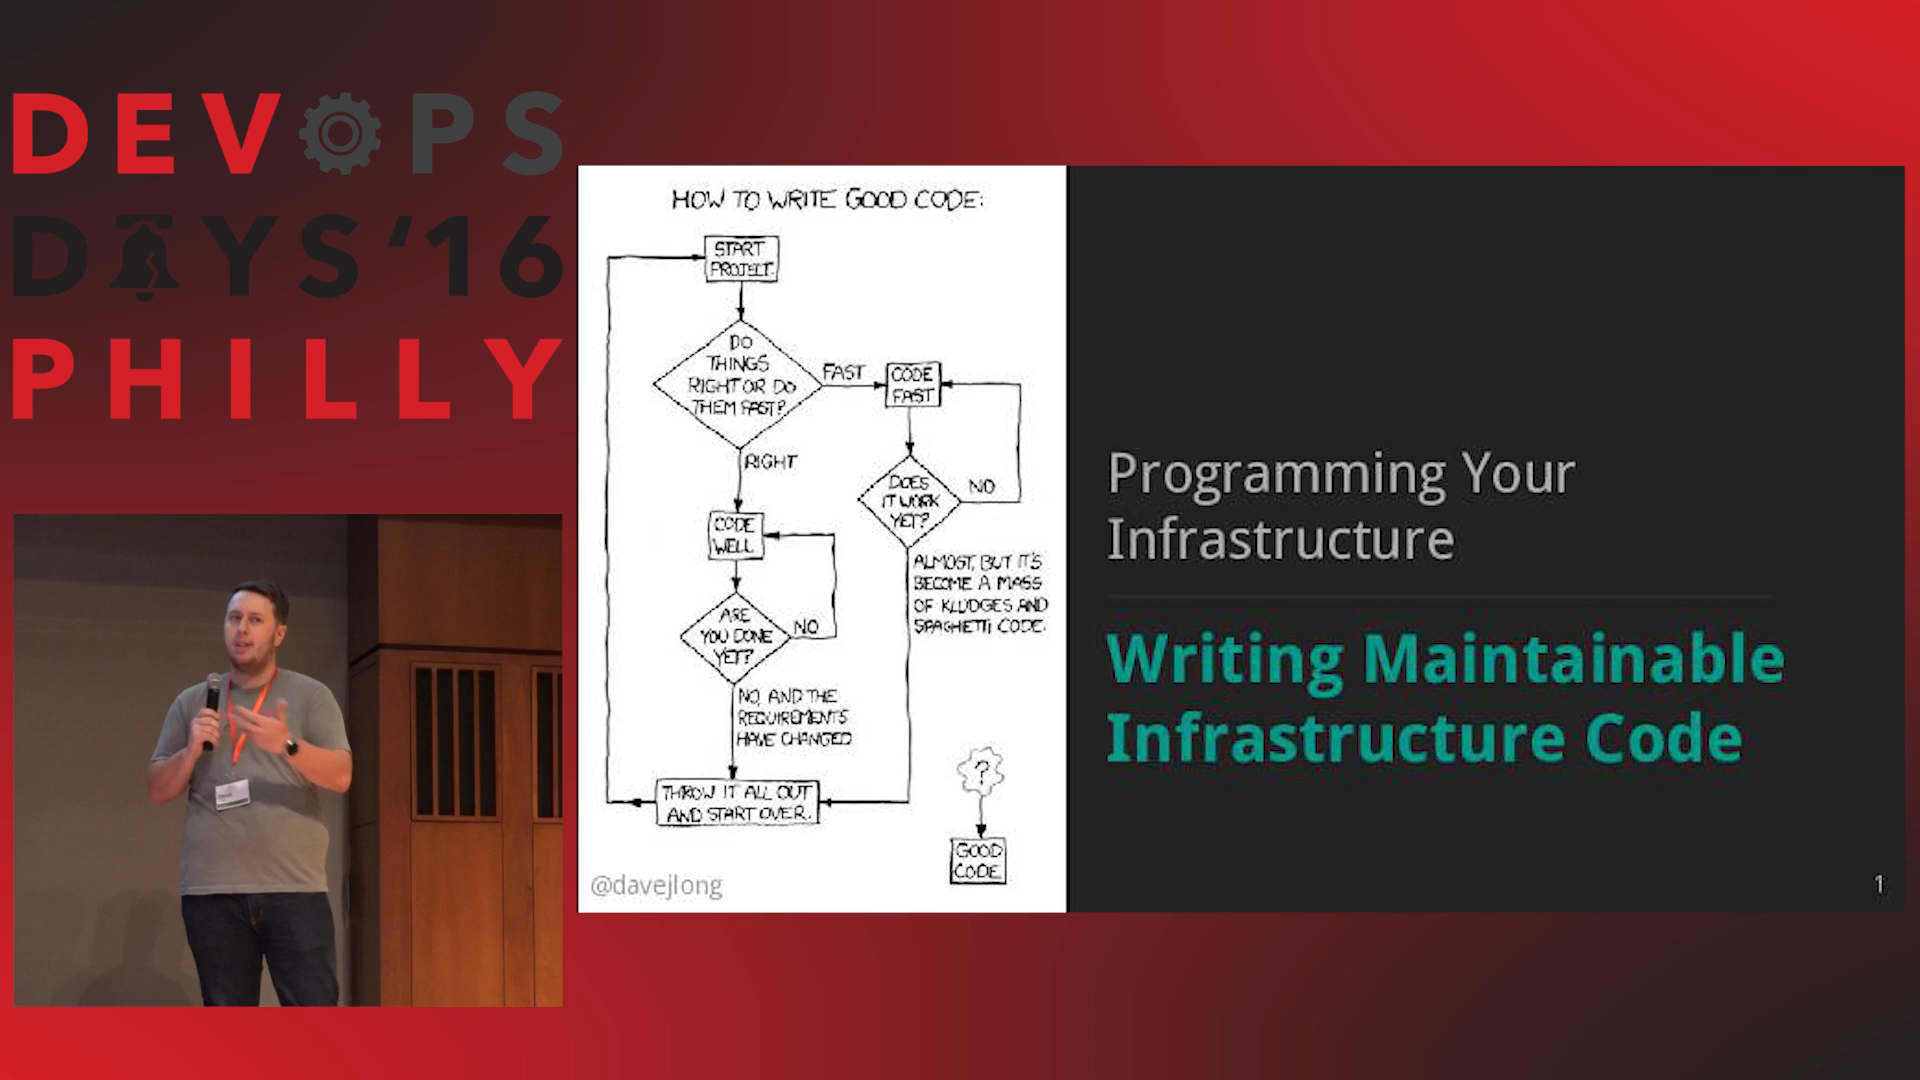 DEVOPS
DAYS '16
PHILLY
HOW TO WRITE GOOD CODE:
START
PROJECT.
DO
THINGS
RIGHT OR DO
THEM FAST?
FAST
CODE
FAST
RIGHT
DOES
IT WORK
YET?
NO
CODE
WELL
ALMOST, BUT IT'S
BECOME A MASS
OF KLUDGES AND
SPAGHETTI CODE.
ARE
YOU DONE
YET?
NO
NO, AND THE
REQUIREMENTS
HAVE CHANGED.
THROW IT ALL OUT
AND START OVER.
?
GOOD
CODE
@davejlong
Programming Your
Infrastructure
Writing Maintainable
Infrastructure Code
1